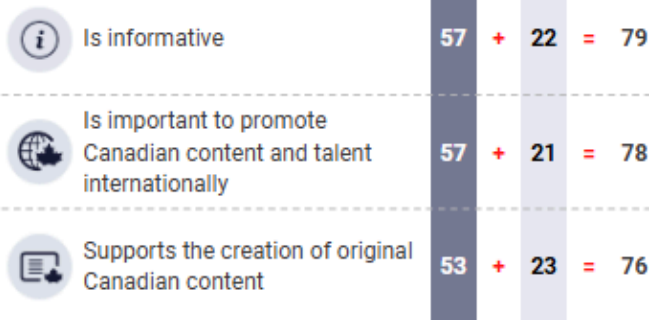 Is informative 57 + 22 = 79
Is important to promote
Canadian content and talent 57 + 21 = 78
internationally
Supports the creation of original
53 + 23 = 76
Canadian content